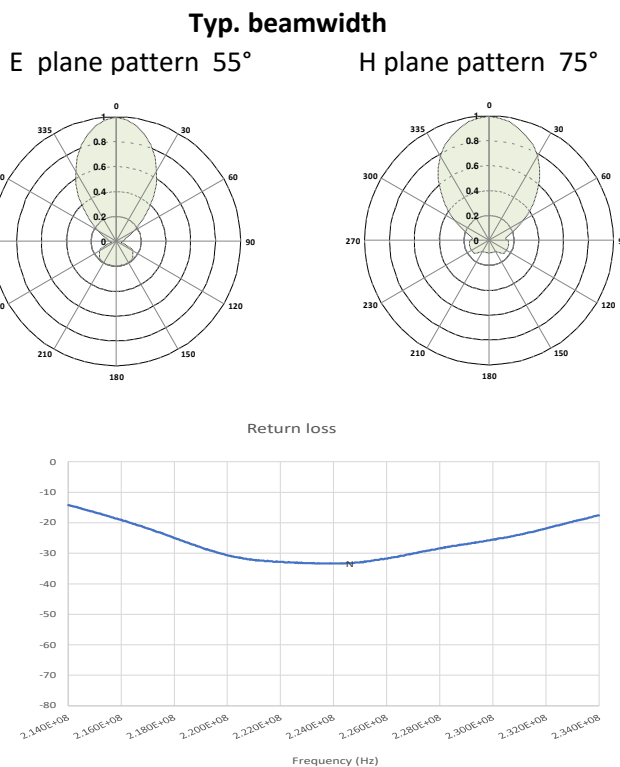 Typ. beamwidth
E plane pattern 55°
H plane pattern 75°
0
335
30
60
90
120
150
180
210
1
0.8
0.6
0.4
0.2
0
0
30
60
120
150
180
210
230
270
300
335
1
0.8
0.6
0.4
0.2
0
Return loss
0
-10
-20
-30
-40
-50
-60
-70
-80
N
2.140E+08
2.160E+08
2.180E+08
2.200E+08
2.220E+08
2.240E+08
2.260E+08
2.280E+08
2.300E+08
2.320E+08
2.340E+08
Frequency (Hz)